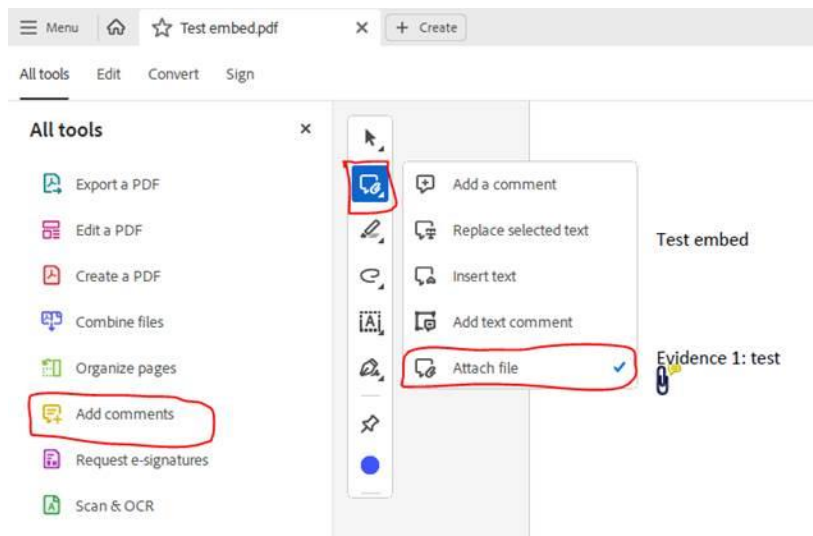 Menu
Test embed.pdf
Create
All tools
Edit
Convert
Sign
All tools
Export a PDF
Edit a PDF
Create a PDF
Combine files
Organize pages
Add comments
Request e-signatures
Scan & OCR
Add a comment
Replace selected text
Insert text
Add text comment
Attach file
Test embed
Evidence 1: test